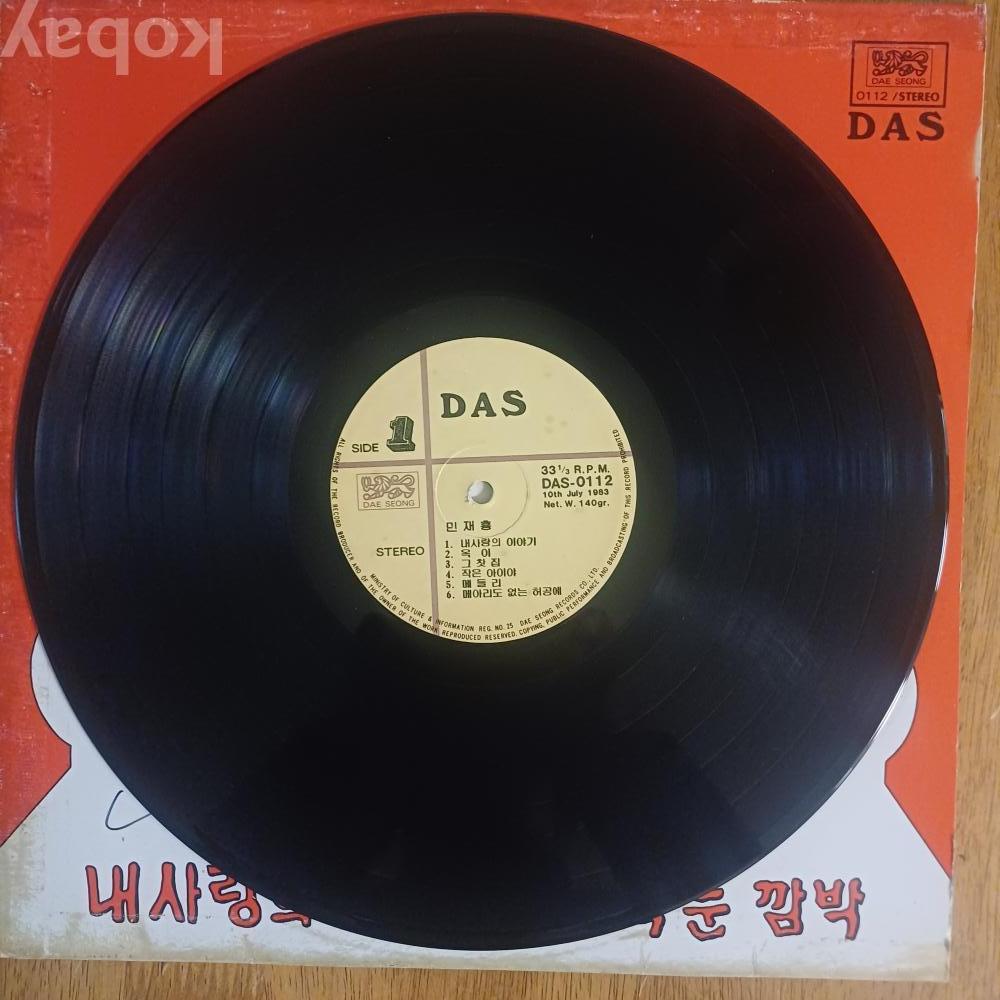 kobay
DAE SEONG
0112 /STEREO
DAS
DAS
SIDE 1
33 1/3 R.P.M.
DAS-0112
10th July 1983
Net. W. 140gr.
DAE SEONG
STEREO
민재흥
1. 내사랑의 이야기
2. 옥이
3. 그 찻집
4. 작은 아이야
5. 메들리
6. 메아리도 없는 허공에
ALL RIGHTS OF THE RECORD PRODUCER AND OF THE OWNER OF THE WORK REPRODUCED RESERVED. COPYING, PUBLIC PERFORMANCE AND BROADCASTING OF THIS RECORD PROHIBITED
MINISTRY OF CULTURE & INFORMATION REG. NO. 25 DAE SEONG RECORDS CO., LTD.
내사랑의 깜박